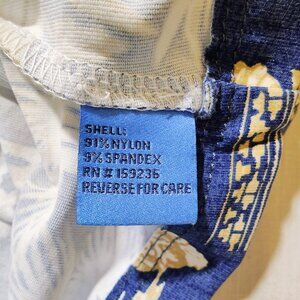 SHELL:
91% NYLON
9% SPANDEX
RN # 159236
REVERSE FOR CARE